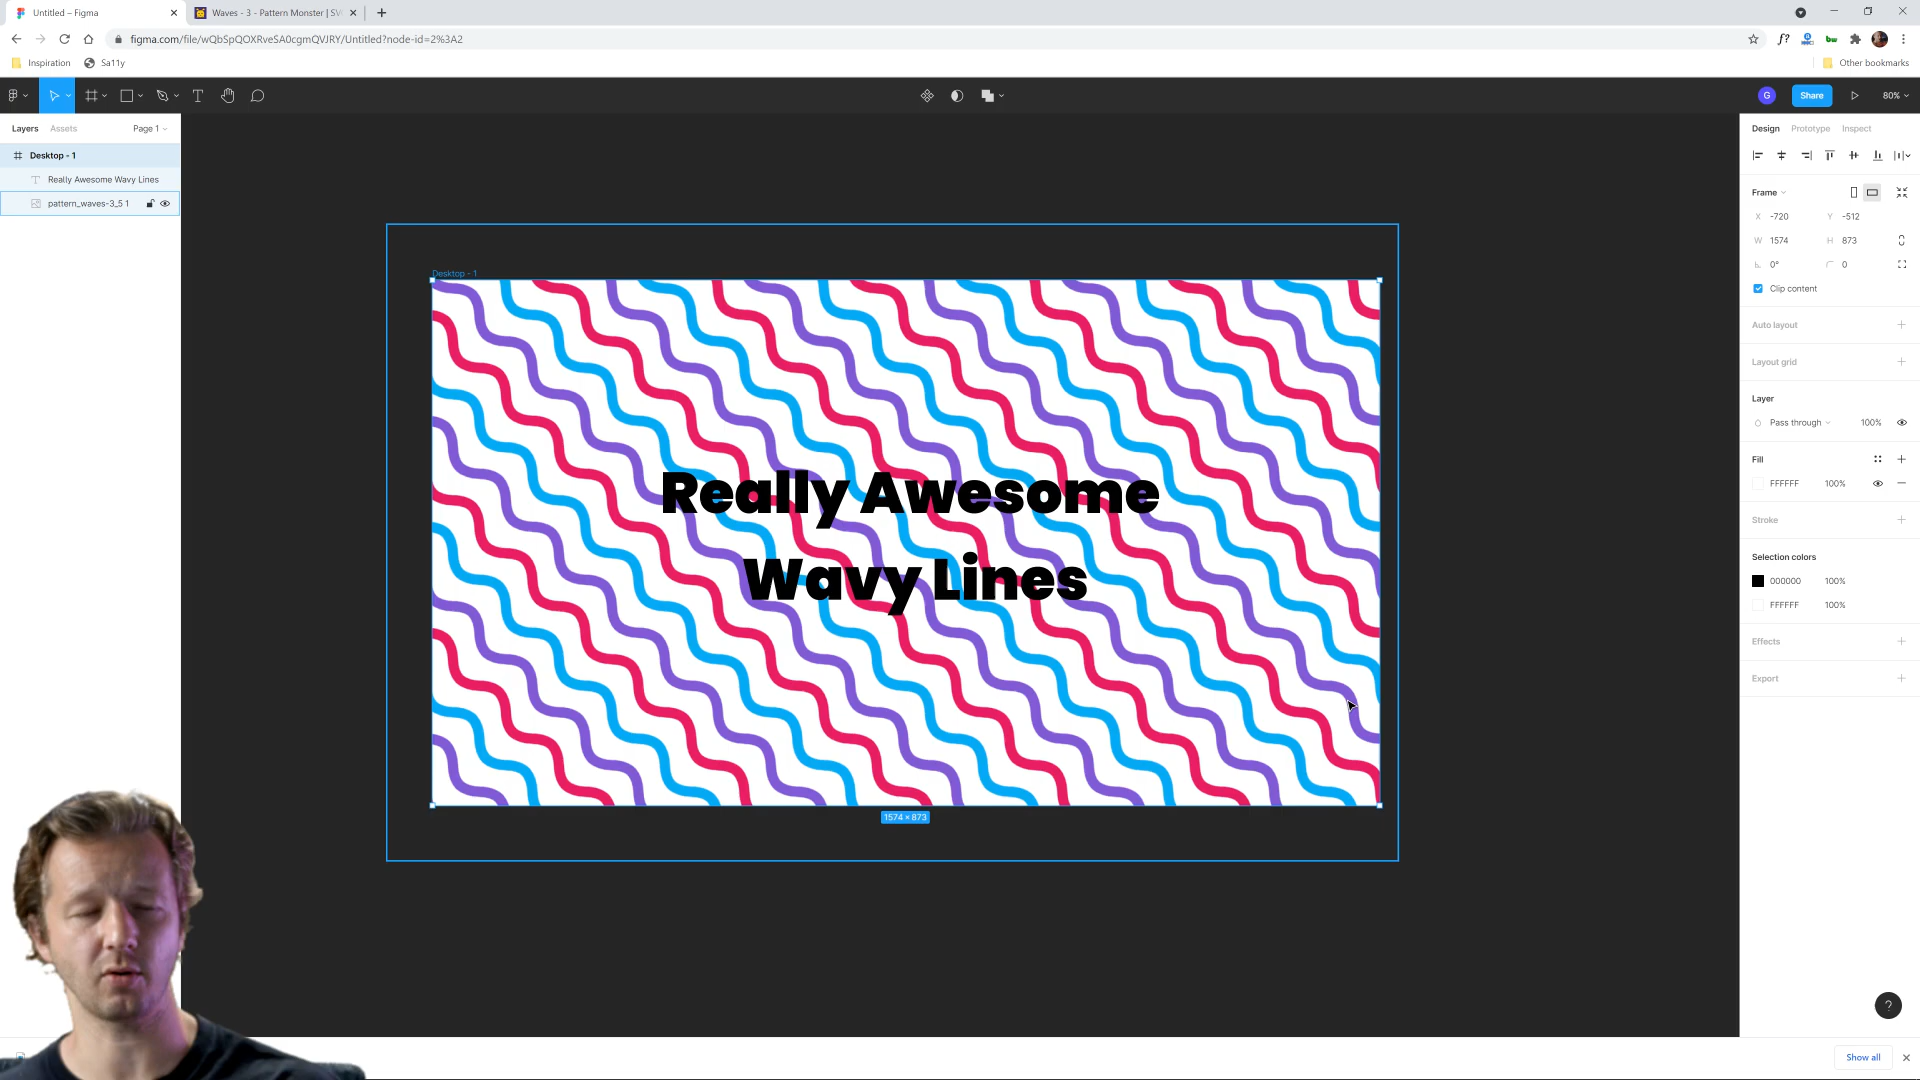 Untitled – Figma
Waves - 3 - Pattern Monster | SV
figma.com/file/wQbSpQOXRveSA0cgmQVJRY/Untitled?node-id=2%3A2
Inspiration
Sa11y
Other bookmarks
G
Share
80%
Layers
Assets
Page 1
Design
Prototype
Inspect
Desktop - 1
Really Awesome Wavy Lines
pattern_waves-3_5 1
Frame
X -720
Y -512
W 1574
H 873
0°
0
Clip content
Auto layout
Layout grid
Layer
Pass through
100%
Fill
FFFFFF
100%
Stroke
Selection colors
000000
100%
FFFFFF
100%
Effects
Export
Desktop - 1
Really Awesome
Wavy Lines
1574 × 873
?
Show all